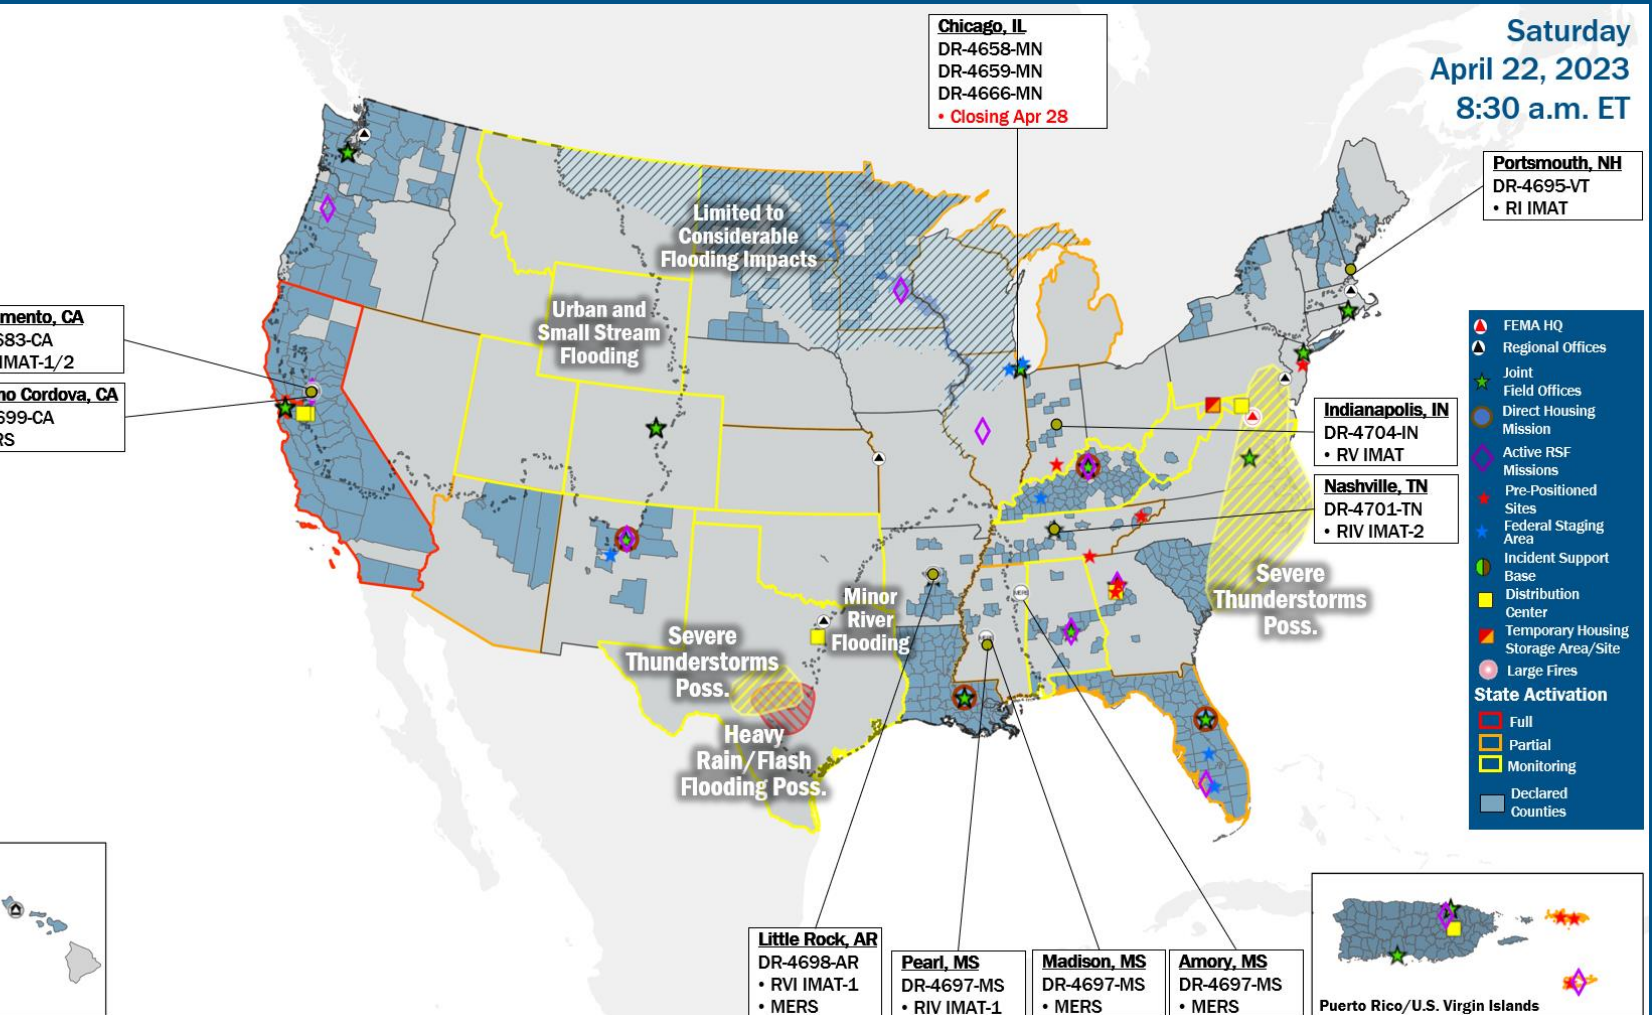 Saturday
April 22, 2023
8:30 a.m. ET
Chicago, IL
DR-4658-MN
DR-4659-MN
DR-4666-MN
• Closing Apr 28
Portsmouth, NH
DR-4695-VT
• RI IMAT
Limited to
Considerable
Flooding Impacts
Urban and
Small Stream
Flooding
mento, CA
683-CA
IMAT-1/2
no Cordova, CA
699-CA
RS
Indianapolis, IN
DR-4704-IN
• RV IMAT
Nashville, TN
DR-4701-TN
• RIV IMAT-2
FEMA HQ
Regional Offices
Joint
Field Offices
Direct Housing
Mission
Active RSF
Missions
Pre-Positioned
Sites
Federal Staging
Area
Incident Support
Base
Distribution
Center
Temporary Housing
Storage Area/Site
Large Fires
State Activation
Full
Partial
Monitoring
Declared
Counties
Severe
Thunderstorms
Poss.
Minor
River
Flooding
Severe
Thunderstorms
Poss.
Heavy
Rain/Flash
Flooding Poss.
MERS
Little Rock, AR
DR-4698-AR
• RVI IMAT-1
• MERS
Pearl, MS
DR-4697-MS
• RIV IMAT-1
Madison, MS
DR-4697-MS
• MERS
Amory, MS
DR-4697-MS
• MERS
Puerto Rico/U.S. Virgin Islands